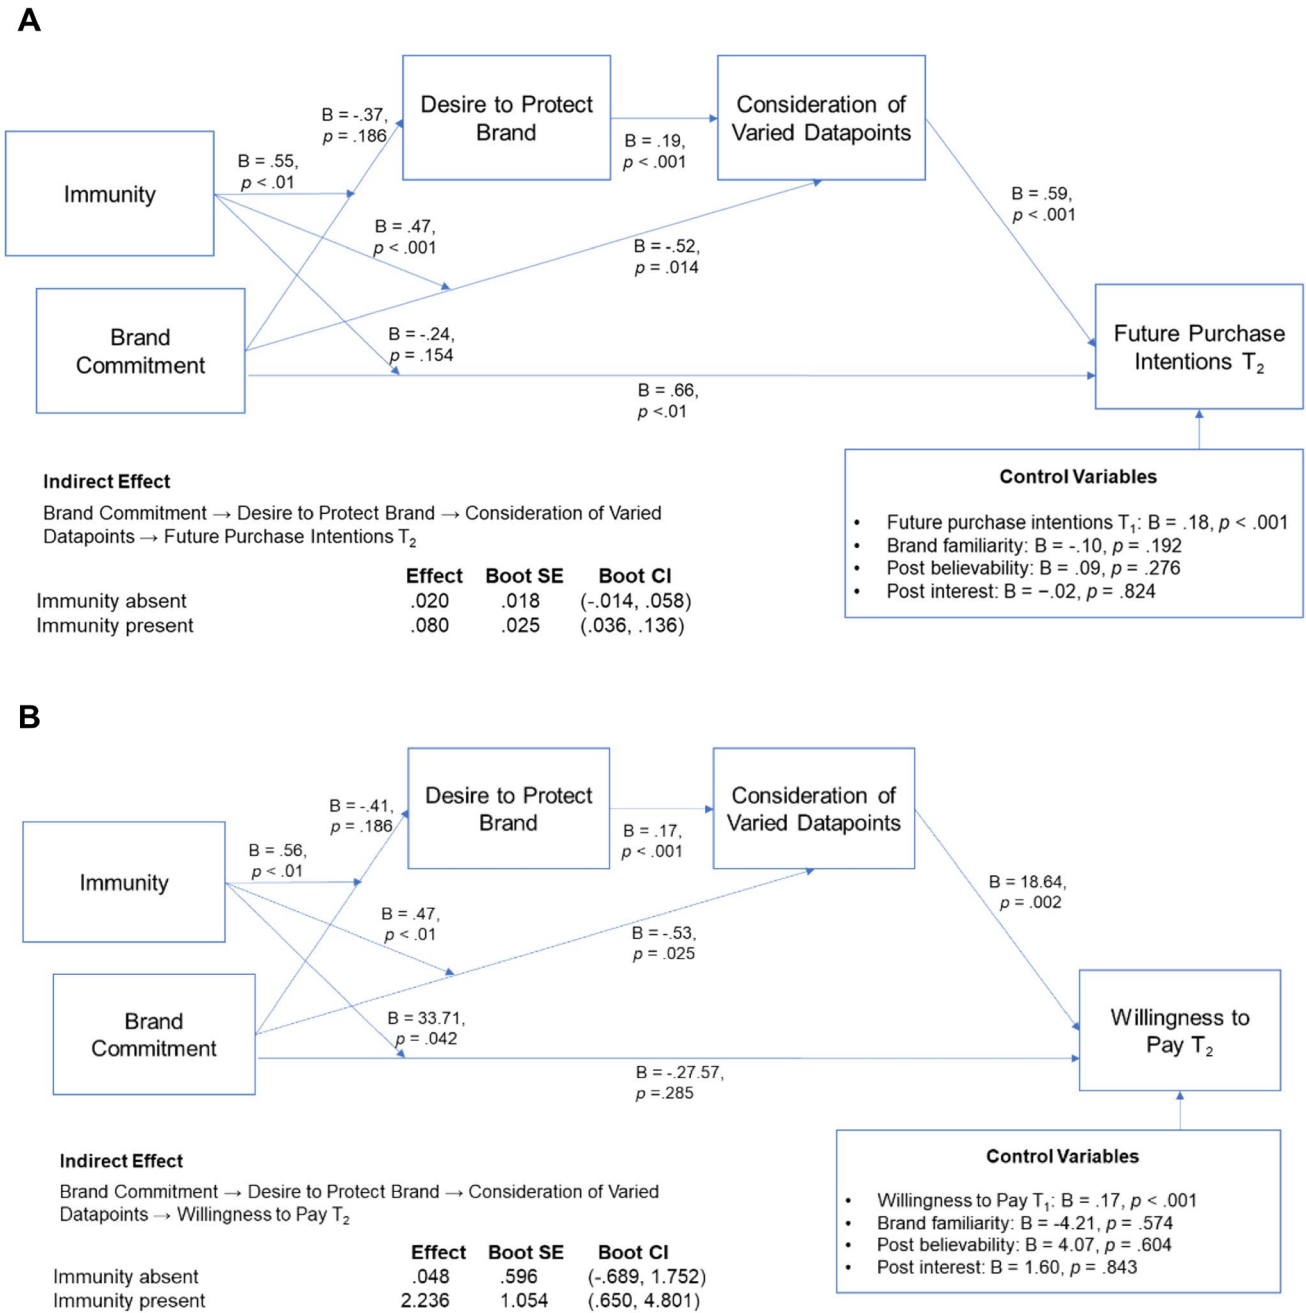 A
Desire to Protect
Brand
Consideration of
Varied Datapoints
B = -.37,
p = .186
B = .19,
p < .001
Immunity
B = .55,
p < .01
B = .59,
p < .001
B = .47,
p < .001
B = -.52,
p = .014
Brand
Commitment
B = -.24,
p = .154
Future Purchase
Intentions T2
B = .66,
p <.01
Indirect Effect
Brand Commitment → Desire to Protect Brand → Consideration of Varied
Datapoints → Future Purchase Intentions T2
Effect Boot SE Boot CI
Immunity absent .020 .018 (-.014, .058)
Immunity present .080 .025 (.036, .136)
Control Variables
• Future purchase intentions T1: B = .18, p < .001
• Brand familiarity: B = -.10, p = .192
• Post believability: B = .09, p = .276
• Post interest: B = −.02, p = .824
B
Desire to Protect
Brand
Consideration of
Varied Datapoints
B = -.41,
p = .186
B = .17,
p < .001
Immunity
B = .56,
p < .01
B = 18.64,
p = .002
B = .47,
p < .01
B = -.53,
p = .025
Brand
Commitment
B = 33.71,
p = .042
Willingness to
Pay T2
B = -.27.57,
p =.285
Indirect Effect
Brand Commitment → Desire to Protect Brand → Consideration of Varied
Datapoints → Willingness to Pay T2
Effect Boot SE Boot CI
Immunity absent .048 .596 (-.689, 1.752)
Immunity present 2.236 1.054 (.650, 4.801)
Control Variables
• Willingness to Pay T1: B = .17, p < .001
• Brand familiarity: B = -4.21, p = .574
• Post believability: B = 4.07, p = .604
• Post interest: B = 1.60, p = .843